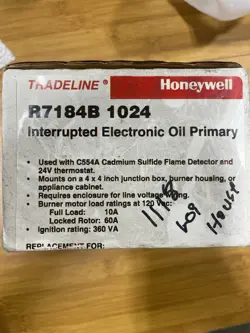 TRADELINE® Honeywell
R7184B 1024
Interrupted Electronic Oil Primary
• Used with C554A Cadmium Sulfide Flame Detector and
24V thermostat.
• Mounts on a 4 x 4 inch junction box, burner housing, or
appliance cabinet.
• Requires enclosure for line voltage wiring.
• Burner motor load ratings at 120 Vac:
Full Load: 10A
Locked Rotor: 60A
• Ignition rating: 360 VA
House
REPLACEMENT FOR: